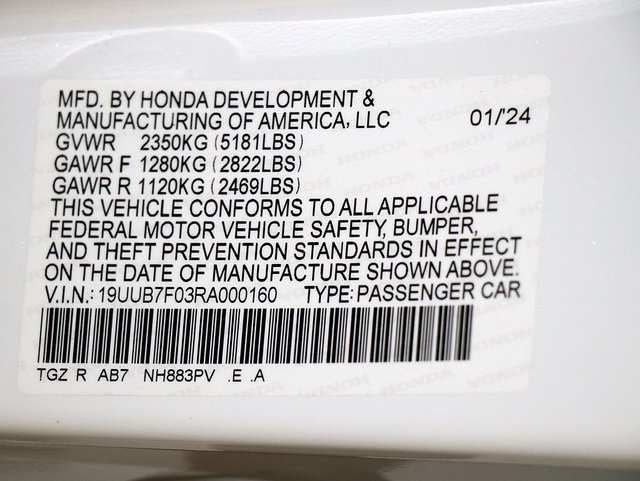 MFD. BY HONDA DEVELOPMENT &
MANUFACTURING OF AMERICA, LLC 01/'24
GVWR 2350KG (5181LBS)
GAWR F 1280KG (2822LBS)
GAWR R 1120KG (2469LBS)
THIS VEHICLE CONFORMS TO ALL APPLICABLE
FEDERAL MOTOR VEHICLE SAFETY, BUMPER,
AND THEFT PREVENTION STANDARDS IN EFFECT
ON THE DATE OF MANUFACTURE SHOWN ABOVE.
V.I.N.: 19UUB7F03RA000160 TYPE: PASSENGER CAR
TGZ R AB7 NH883PV .E .A